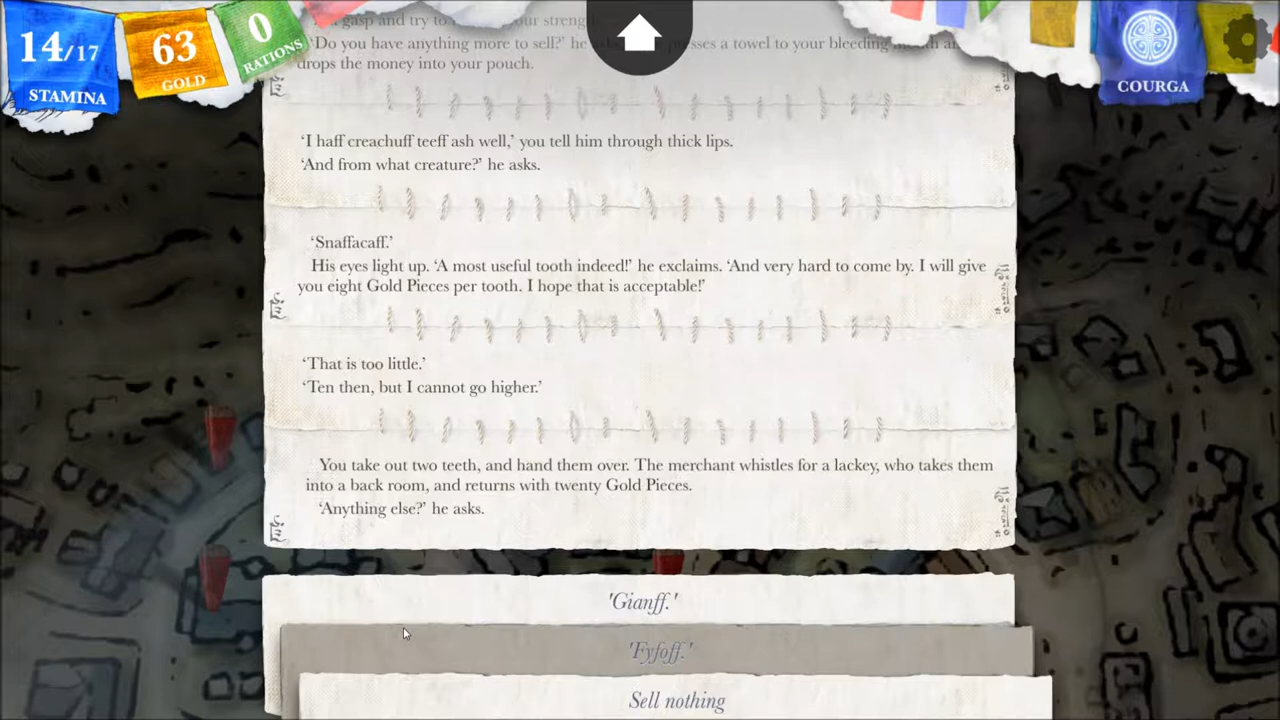 14/17
STAMINA
63
GOLD
0
RATIONS
COURGA
gasp and try to
'Do you have anything more to sell?' he presses a towel to your bleeding
drops the money into your pouch.
'I haff creachuff teeff ash well,' you tell him through thick lips.
'And from what creature?' he asks.
'Snaffacaff.'
His eyes light up. 'A most useful tooth indeed!' he exclaims. 'And very hard to come by. I will give
you eight Gold Pieces per tooth. I hope that is acceptable!'
'That is too little.'
'Ten then, but I cannot go higher.'
You take out two teeth, and hand them over. The merchant whistles for a lackey, who takes them
into a back room, and returns with twenty Gold Pieces.
'Anything else?' he asks.
'Gianff.'
'Fyfoff.'
Sell nothing